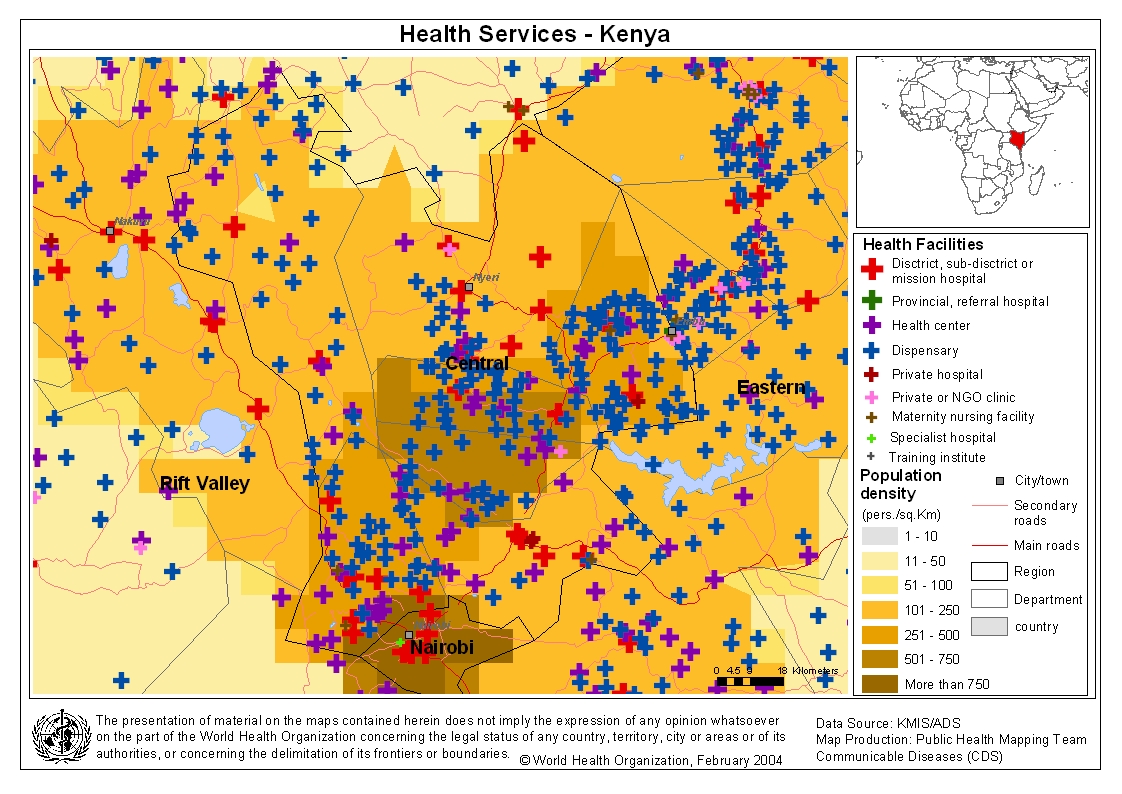 Health Services - Kenya
Nakuru
Nyeri
Central
Eastern
Rift Valley
Nairobi
0 4.5 9 18 Kilometers
Health Facilities
Disctrict, sub-disctrict or
mission hospital
Provincial, referral hospital
Health center
Dispensary
Private hospital
Private or NGO clinic
Maternity nursing facility
Specialist hospital
Training institute
Population
density
(pers./sq.Km)
1 - 10
11 - 50
51 - 100
101 - 250
251 - 500
501 - 750
More than 750
City/town
Secondary
roads
Main roads
Region
Department
country
The presentation of material on the maps contained herein does not imply the expression of any opinion whatsoever
on the part of the World Health Organization concerning the legal status of any country, territory, city or areas or of its
authorities, or concerning the delimitation of its frontiers or boundaries.
©World Health Organization, February 2004
Data Source: KMIS/ADS
Map Production: Public Health Mapping Team
Communicable Diseases (CDS)